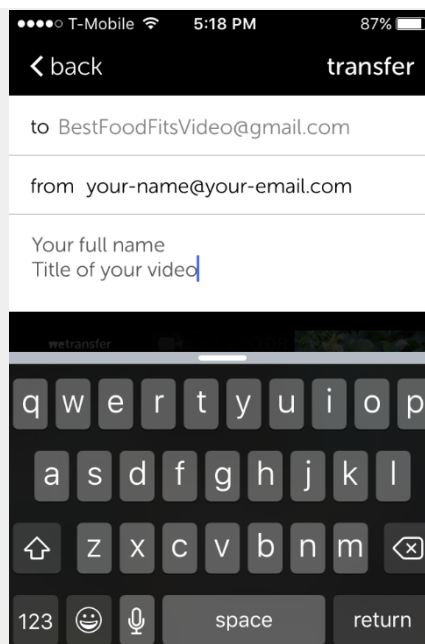 T-Mobile 5:18 PM 87%
back transfer
to BestFoodFitsVideo@gmail.com
from your-name@your-email.com
Your full name
Title of your video
wetransfer
q w e r t y u i o p
a s d f g h j k l
z x c v b n m
123 space return